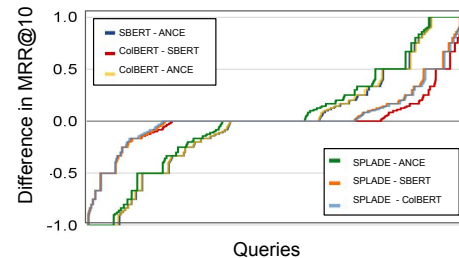 Difference in MRR@10
1.0
0.5
0.0
-0.5
-1.0
SBERT - ANCE
ColBERT - SBERT
ColBERT - ANCE
SPLADE - ANCE
SPLADE - SBERT
SPLADE - ColBERT
Queries